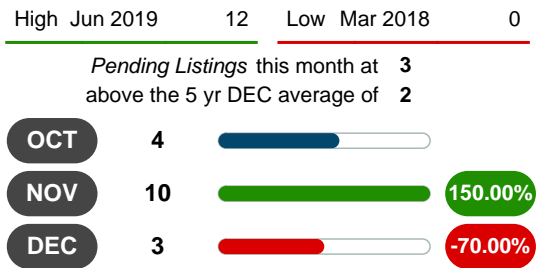 High Jun 2019 12 Low Mar 2018 0
Pending Listings this month at 3
above the 5 yr DEC average of 2
OCT 4
NOV 10 150.00%
DEC 3 -70.00%